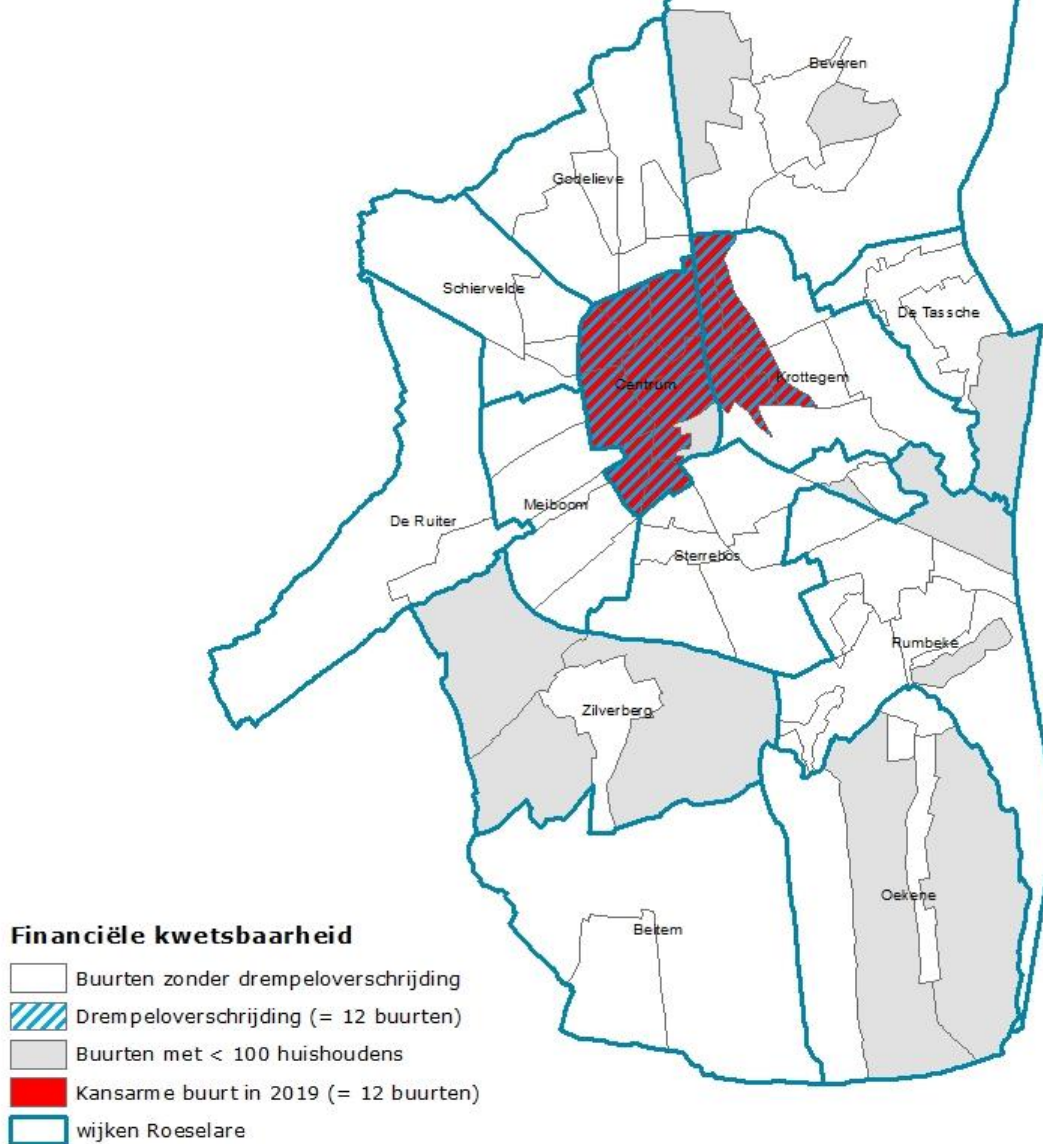 Beveren
Godelieve
Schiervelde
De Tassche
Centrum
Krottegem
Meiboom
De Ruiter
Sterrebos
Rumbeke
Zilverberg
Oekene
Beitem
Financiële kwetsbaarheid
Buurten zonder drempeloverschrijding
Drempeloverschrijding (= 12 buurten)
Buurten met < 100 huishoudens
Kansarme buurt in 2019 (= 12 buurten)
wijken Roeselare